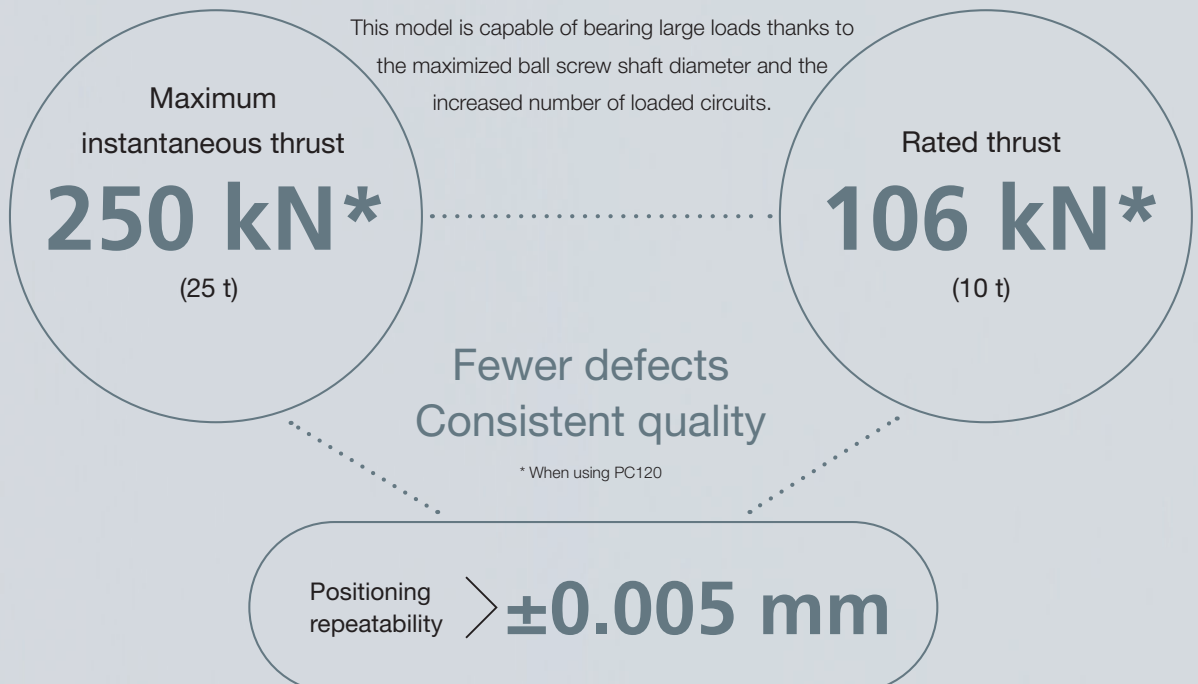 This model is capable of bearing large loads thanks to
the maximized ball screw shaft diameter and the
increased number of loaded circuits.
Maximum
instantaneous thrust
250 kN*
(25 t)
Rated thrust
106 kN*
(10 t)
Fewer defects
Consistent quality
* When using PC120
Positioning
repeatability
±0.005 mm